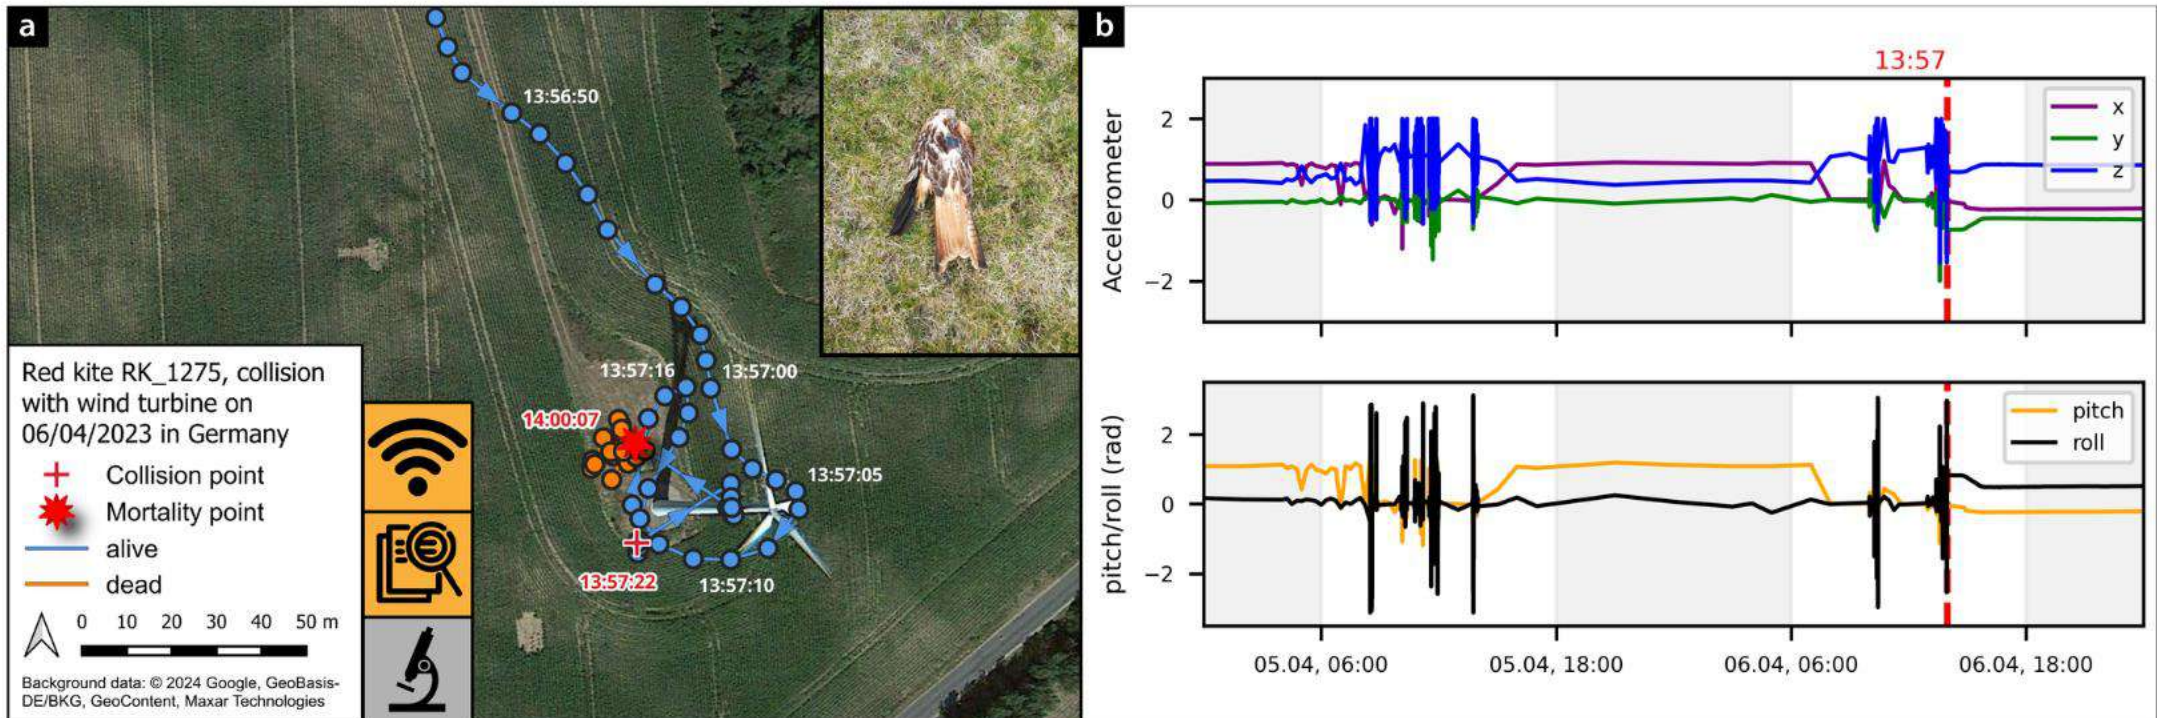 a
13:56:50
13:57:16
13:57:00
14:00:07
13:57:05
13:57:22
13:57:10
Red kite RK_1275, collision
with wind turbine on
06/04/2023 in Germany
Collision point
Mortality point
alive
dead
0 10 20 30 40 50 m
Background data: © 2024 Google, GeoBasis-
DE/BKG, GeoContent, Maxar Technologies
b
13:57
Accelerometer
2
0
−2
x
y
z
pitch/roll (rad)
2
0
−2
pitch
roll
05.04, 06:00
05.04, 18:00
06.04, 06:00
06.04, 18:00